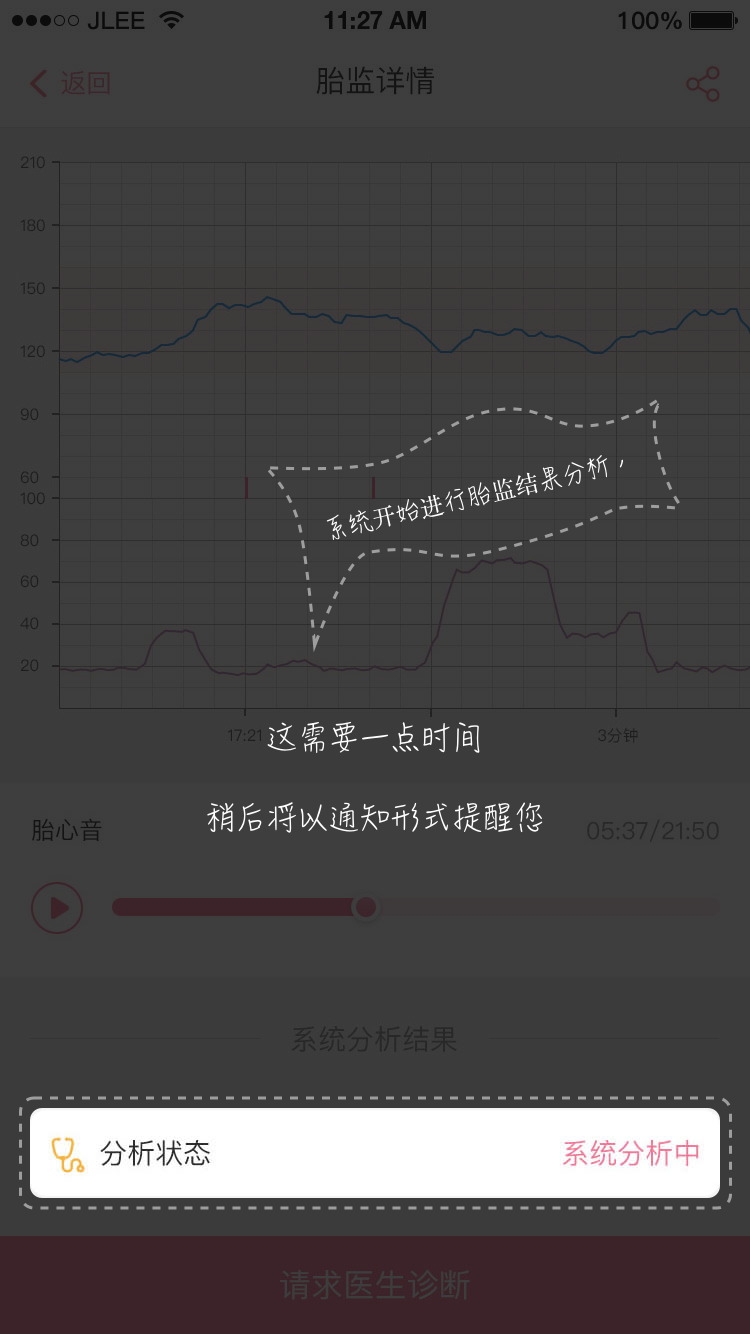 JLEE 11:27 AM 100%
返回 胎监详情
210
180
150
120
90
60
100
80
60
40
20
系统开始进行胎监结果分析，
17:21 3分钟
这需要一点时间
稍后将以通知形式提醒您
胎心音 05:37/21:50
系统分析结果
分析状态 系统分析中
请求医生诊断